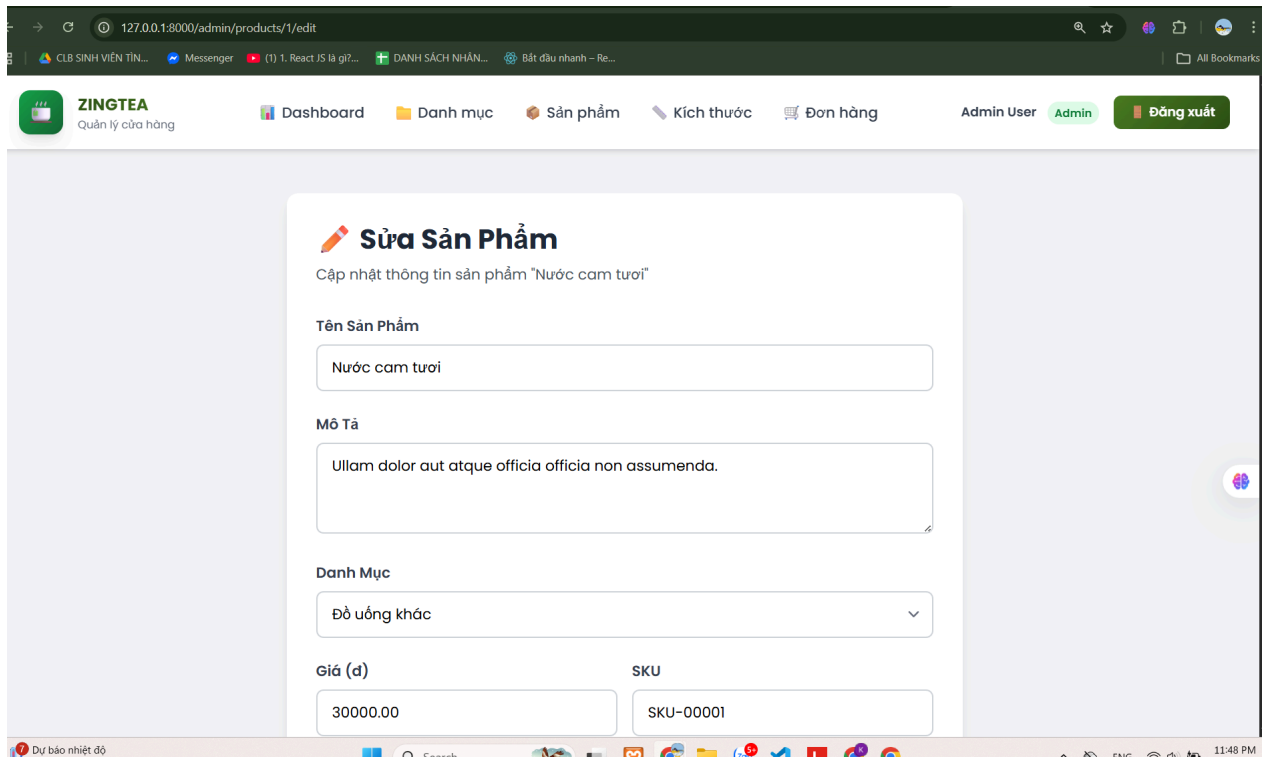 127.0.0.1:8000/admin/products/1/edit
CLB SINH VIÊN TÌN... Messenger (1) 1. React JS là gì?... DANH SÁCH NHÂN... Bắt đầu nhanh – Re... All Bookmarks
ZINGTEA
Quản lý cửa hàng
Dashboard Danh mục Sản phẩm Kích thước Đơn hàng Admin User Admin Đăng xuất
Sửa Sản Phẩm
Cập nhật thông tin sản phẩm "Nước cam tươi"
Tên Sản Phẩm
Nước cam tươi
Mô Tả
Ullam dolor aut atque officia officia non assumenda.
Danh Mục
Đồ uống khác
Giá (đ) SKU
30000.00 SKU-00001
7 Dự báo nhiệt độ Search 5+ K ENG 11:48 PM